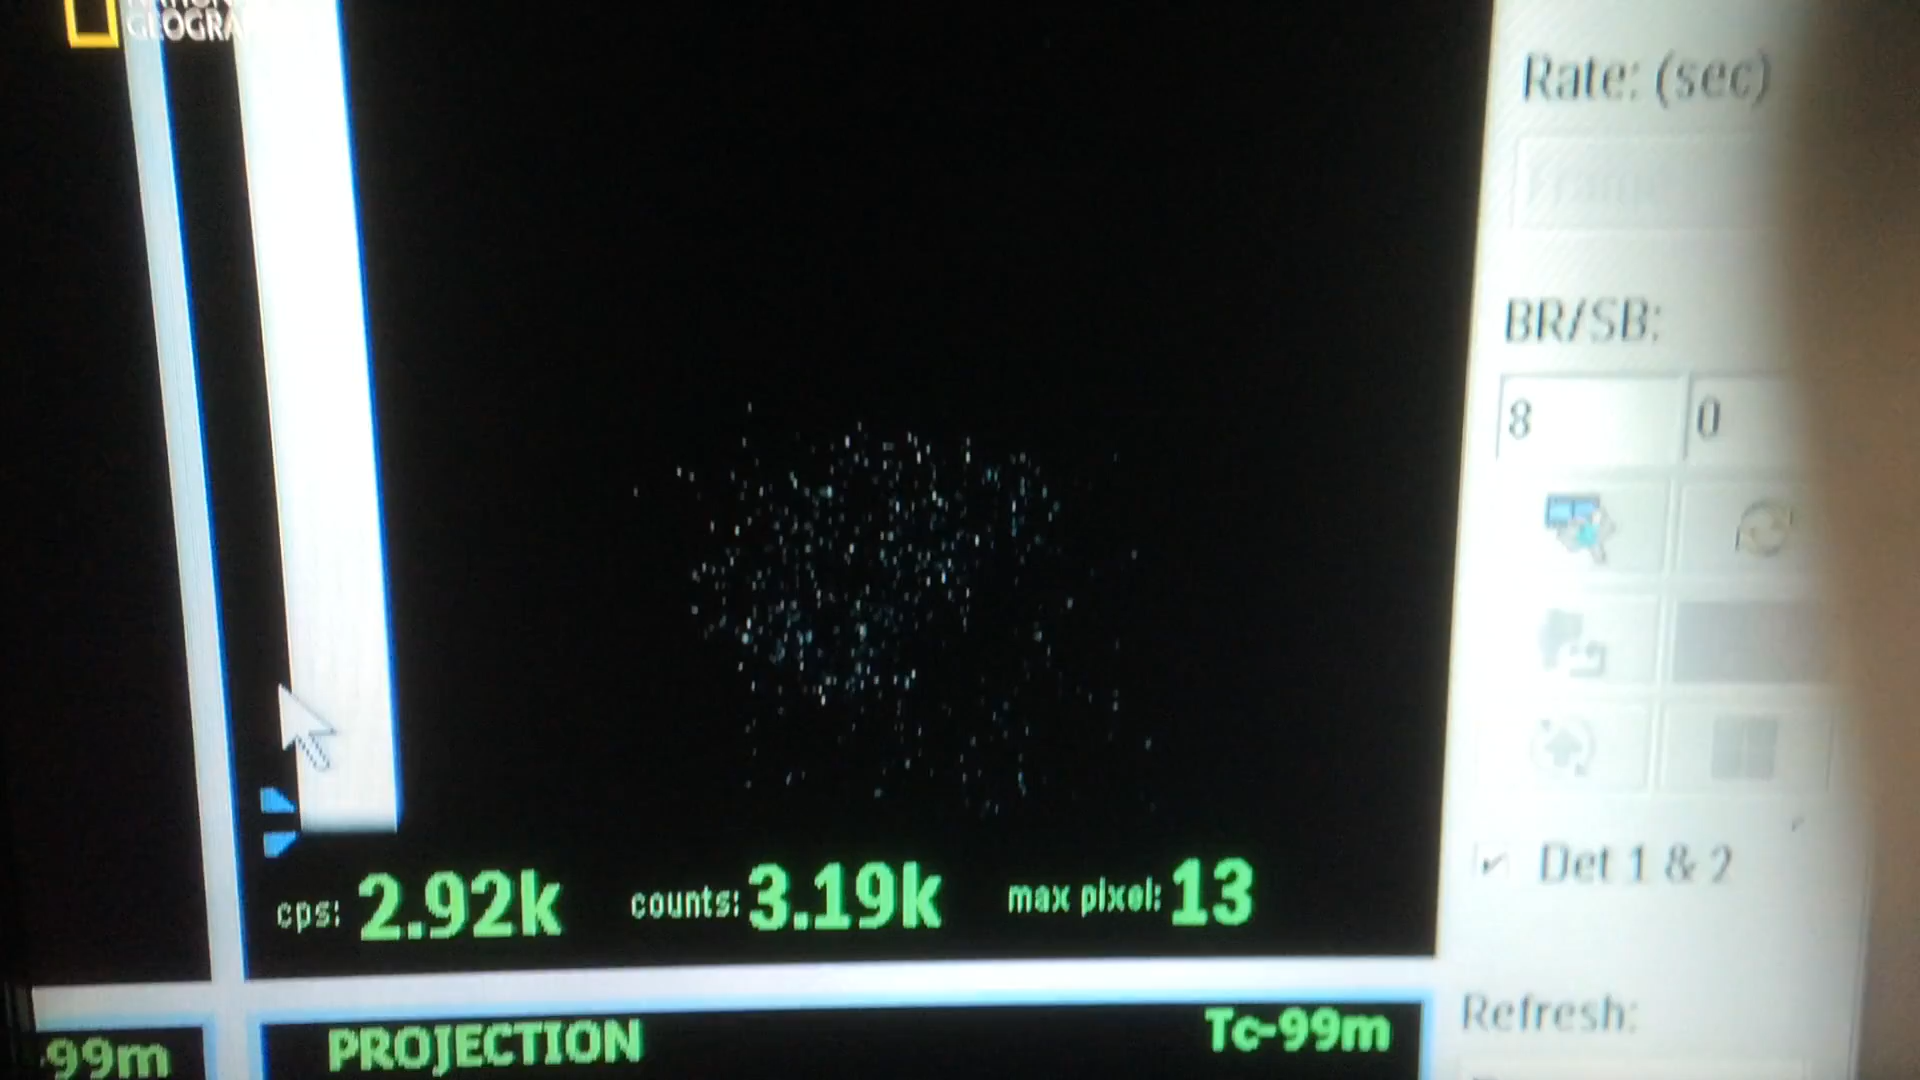 Rate: (sec)
BR/SB:
8 0
Det 1 & 2
cps: 2.92k counts: 3.19k max pixel: 13
Refresh:
-99m
PROJECTION Tc-99m